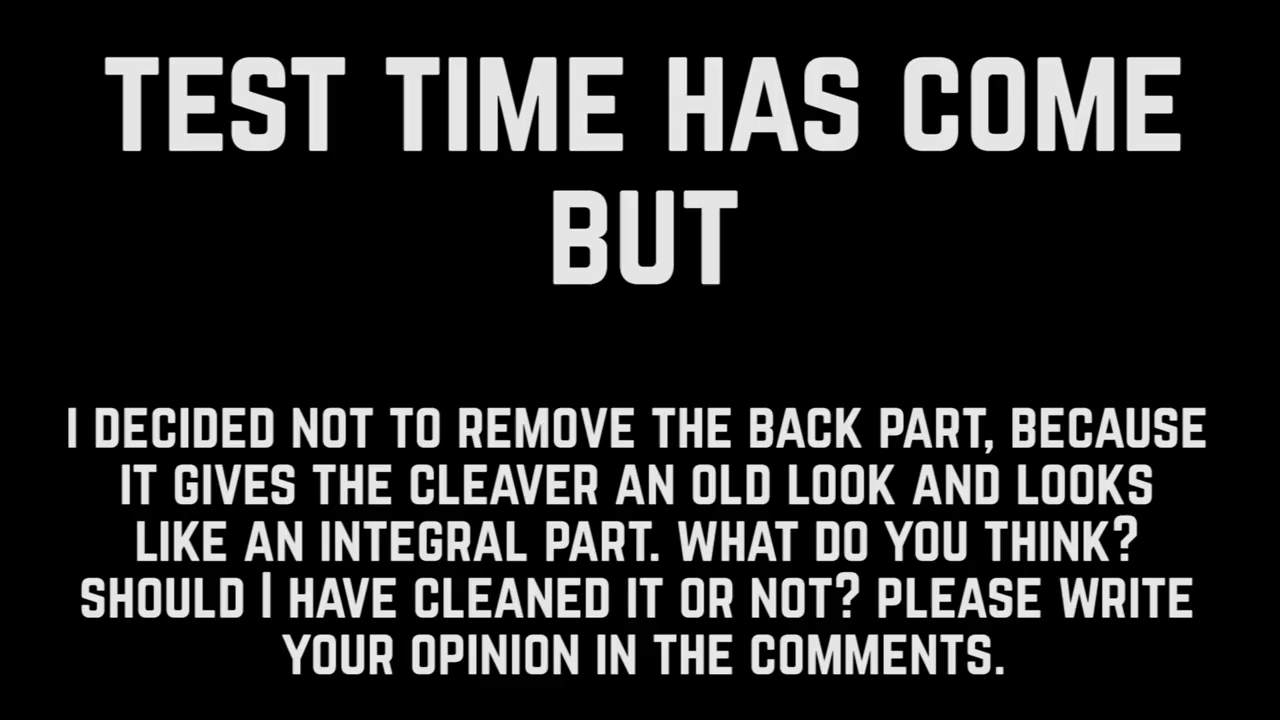 TEST TIME HAS COME
BUT
I DECIDED NOT TO REMOVE THE BACK PART, BECAUSE
IT GIVES THE CLEAVER AN OLD LOOK AND LOOKS
LIKE AN INTEGRAL PART. WHAT DO YOU THINK?
SHOULD I HAVE CLEANED IT OR NOT? PLEASE WRITE
YOUR OPINION IN THE COMMENTS.